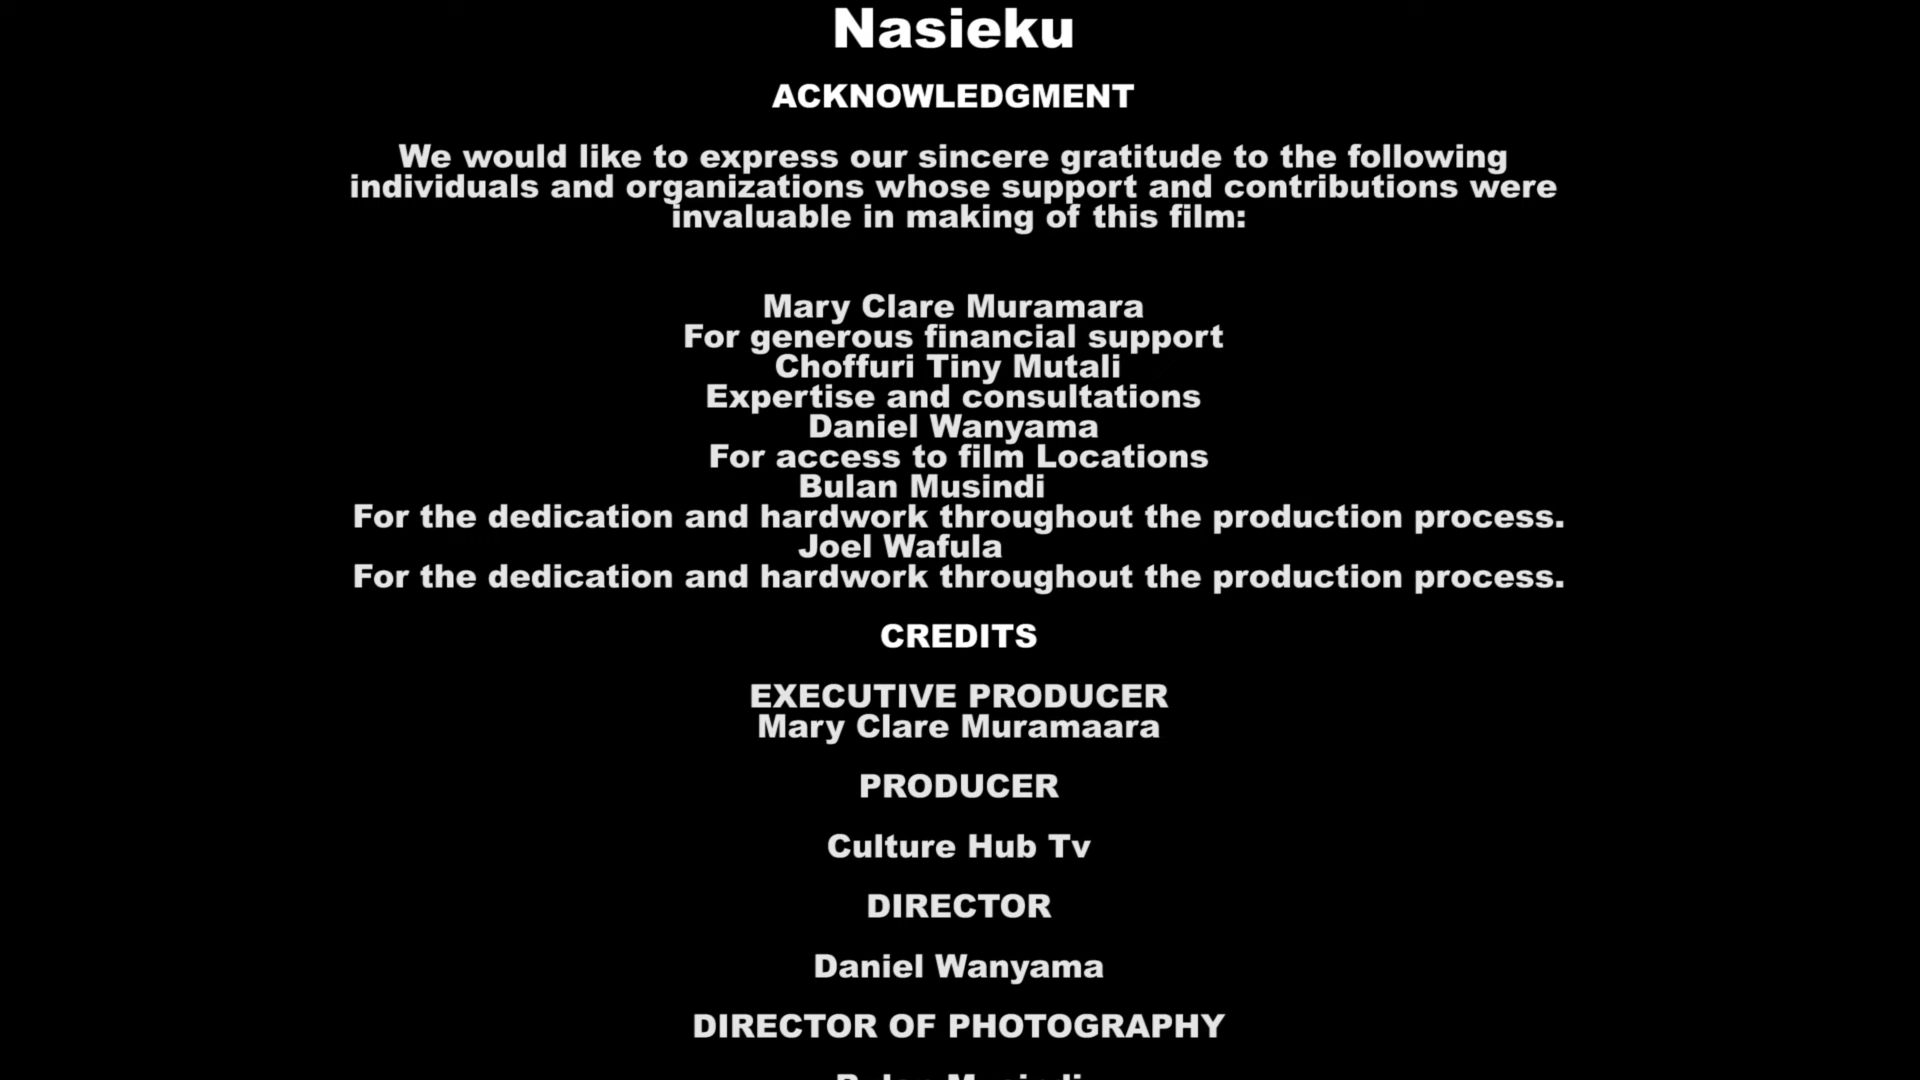 Nasieku
ACKNOWLEDGMENT
We would like to express our sincere gratitude to the following
individuals and organizations whose support and contributions were
invaluable in making of this film:
Mary Clare Muramara
For generous financial support
Choffuri Tiny Mutali
Expertise and consultations
Daniel Wanyama
For access to film Locations
Bulan Musindi
For the dedication and hardwork throughout the production process.
Joel Wafula
For the dedication and hardwork throughout the production process.
CREDITS
EXECUTIVE PRODUCER
Mary Clare Muramaara
PRODUCER
Culture Hub Tv
DIRECTOR
Daniel Wanyama
DIRECTOR OF PHOTOGRAPHY